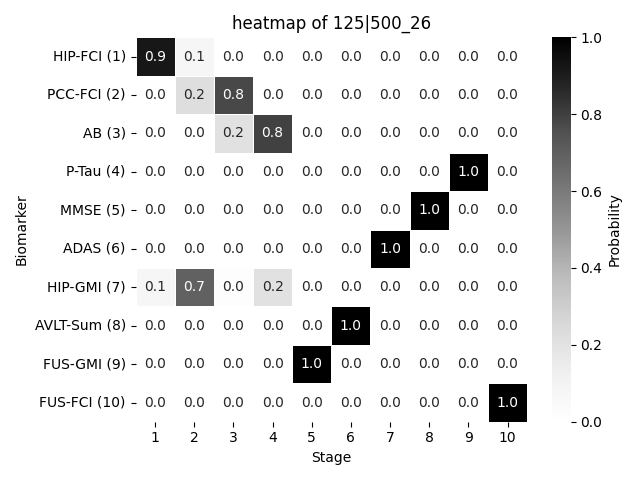 heatmap of 125|500_26
HIP-FCI (1) 0.9 0.1 0.0 0.0 0.0 0.0 0.0 0.0 0.0 0.0
PCC-FCI (2) 0.0 0.2 0.8 0.0 0.0 0.0 0.0 0.0 0.0 0.0
AB (3) 0.0 0.0 0.2 0.8 0.0 0.0 0.0 0.0 0.0 0.0
P-Tau (4) 0.0 0.0 0.0 0.0 0.0 0.0 0.0 0.0 1.0 0.0
MMSE (5) 0.0 0.0 0.0 0.0 0.0 0.0 0.0 1.0 0.0 0.0
ADAS (6) 0.0 0.0 0.0 0.0 0.0 0.0 1.0 0.0 0.0 0.0
HIP-GMI (7) 0.1 0.7 0.0 0.2 0.0 0.0 0.0 0.0 0.0 0.0
AVLT-Sum (8) 0.0 0.0 0.0 0.0 0.0 1.0 0.0 0.0 0.0 0.0
FUS-GMI (9) 0.0 0.0 0.0 0.0 1.0 0.0 0.0 0.0 0.0 0.0
FUS-FCI (10) 0.0 0.0 0.0 0.0 0.0 0.0 0.0 0.0 0.0 1.0
1 2 3 4 5 6 7 8 9 10
Stage
Biomarker
1.0
0.8
0.6
0.4
0.2
0.0
Probability